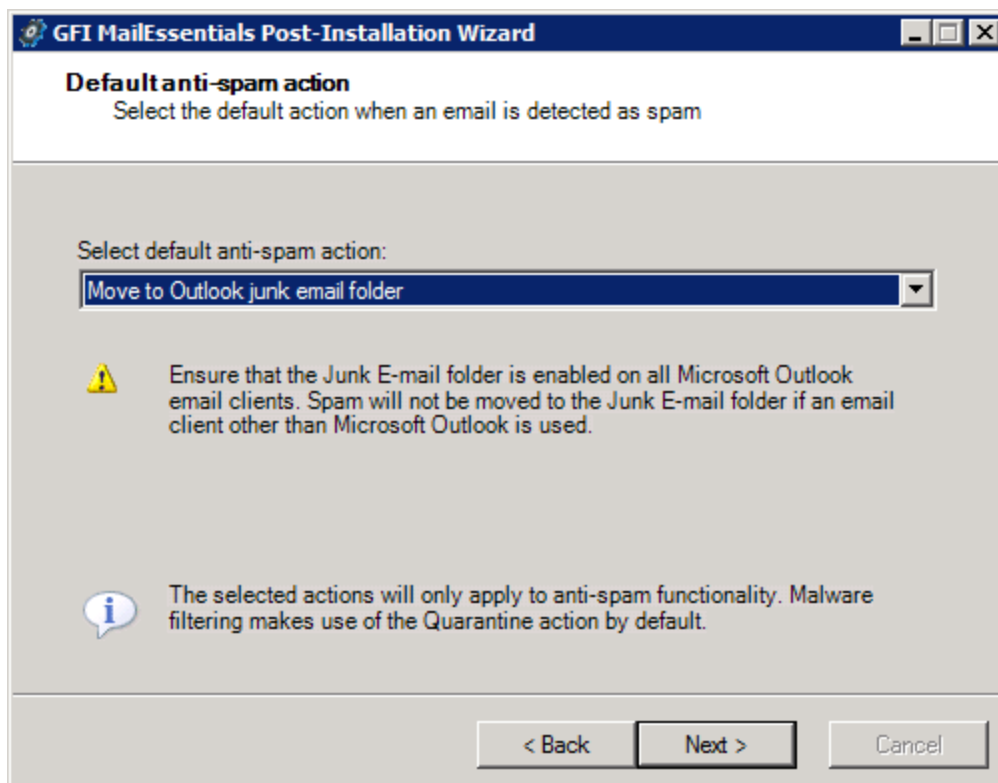 GFI MailEssentials Post-Installation Wizard
Default anti-spam action
Select the default action when an email is detected as spam
Select default anti-spam action:
Move to Outlook junk email folder
Ensure that the Junk E-mail folder is enabled on all Microsoft Outlook
email clients. Spam will not be moved to the Junk E-mail folder if an email
client other than Microsoft Outlook is used.
The selected actions will only apply to anti-spam functionality. Malware
filtering makes use of the Quarantine action by default.
< Back
Next >
Cancel